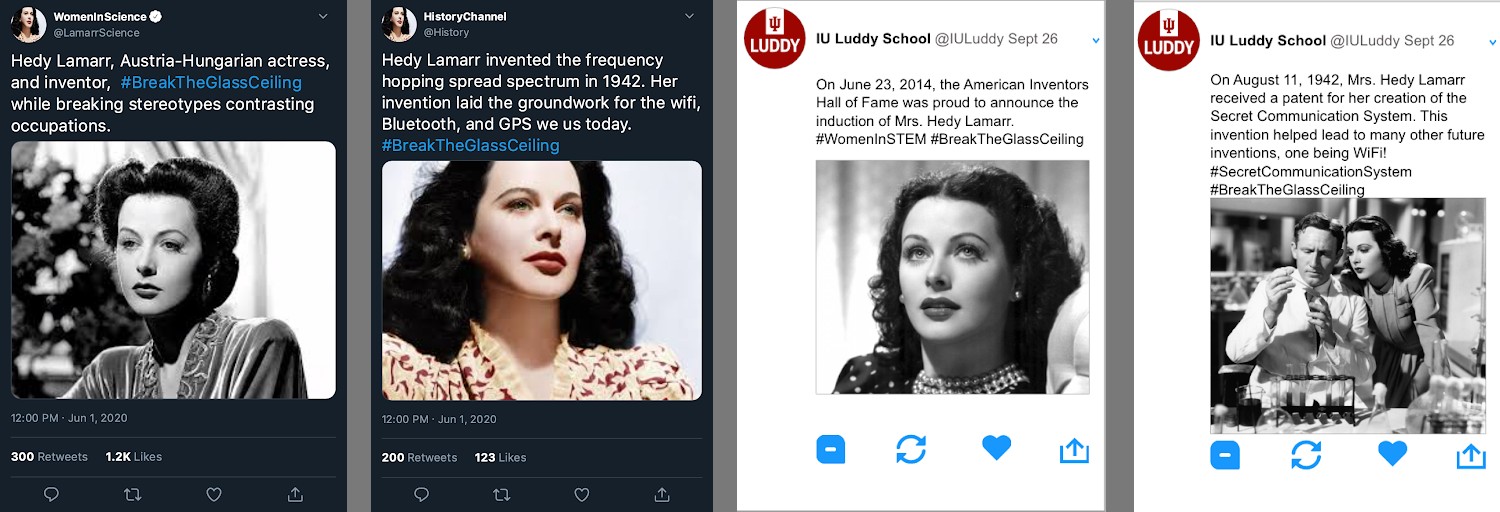 WomenInScience
@LamarrScience
Hedy Lamarr, Austria-Hungarian actress,
and inventor, #BreakTheGlassCeiling
while breaking stereotypes contrasting
occupations.
12:00 PM · Jun 1, 2020
300 Retweets 1.2K Likes
HistoryChannel
@History
Hedy Lamarr invented the frequency
hopping spread spectrum in 1942. Her
invention laid the groundwork for the wifi,
Bluetooth, and GPS we us today.
#BreakTheGlassCeiling
12:00 PM · Jun 1, 2020
200 Retweets 123 Likes
LUDDY
IU Luddy School @IULuddy Sept 26
On June 23, 2014, the American Inventors
Hall of Fame was proud to announce the
induction of Mrs. Hedy Lamarr.
#WomenInSTEM #BreakTheGlassCeiling
LUDDY
IU Luddy School @IULuddy Sept 26
On August 11, 1942, Mrs. Hedy Lamarr
received a patent for her creation of the
Secret Communication System. This
invention helped lead to many other future
inventions, one being WiFi!
#SecretCommunicationSystem
#BreakTheGlassCeiling